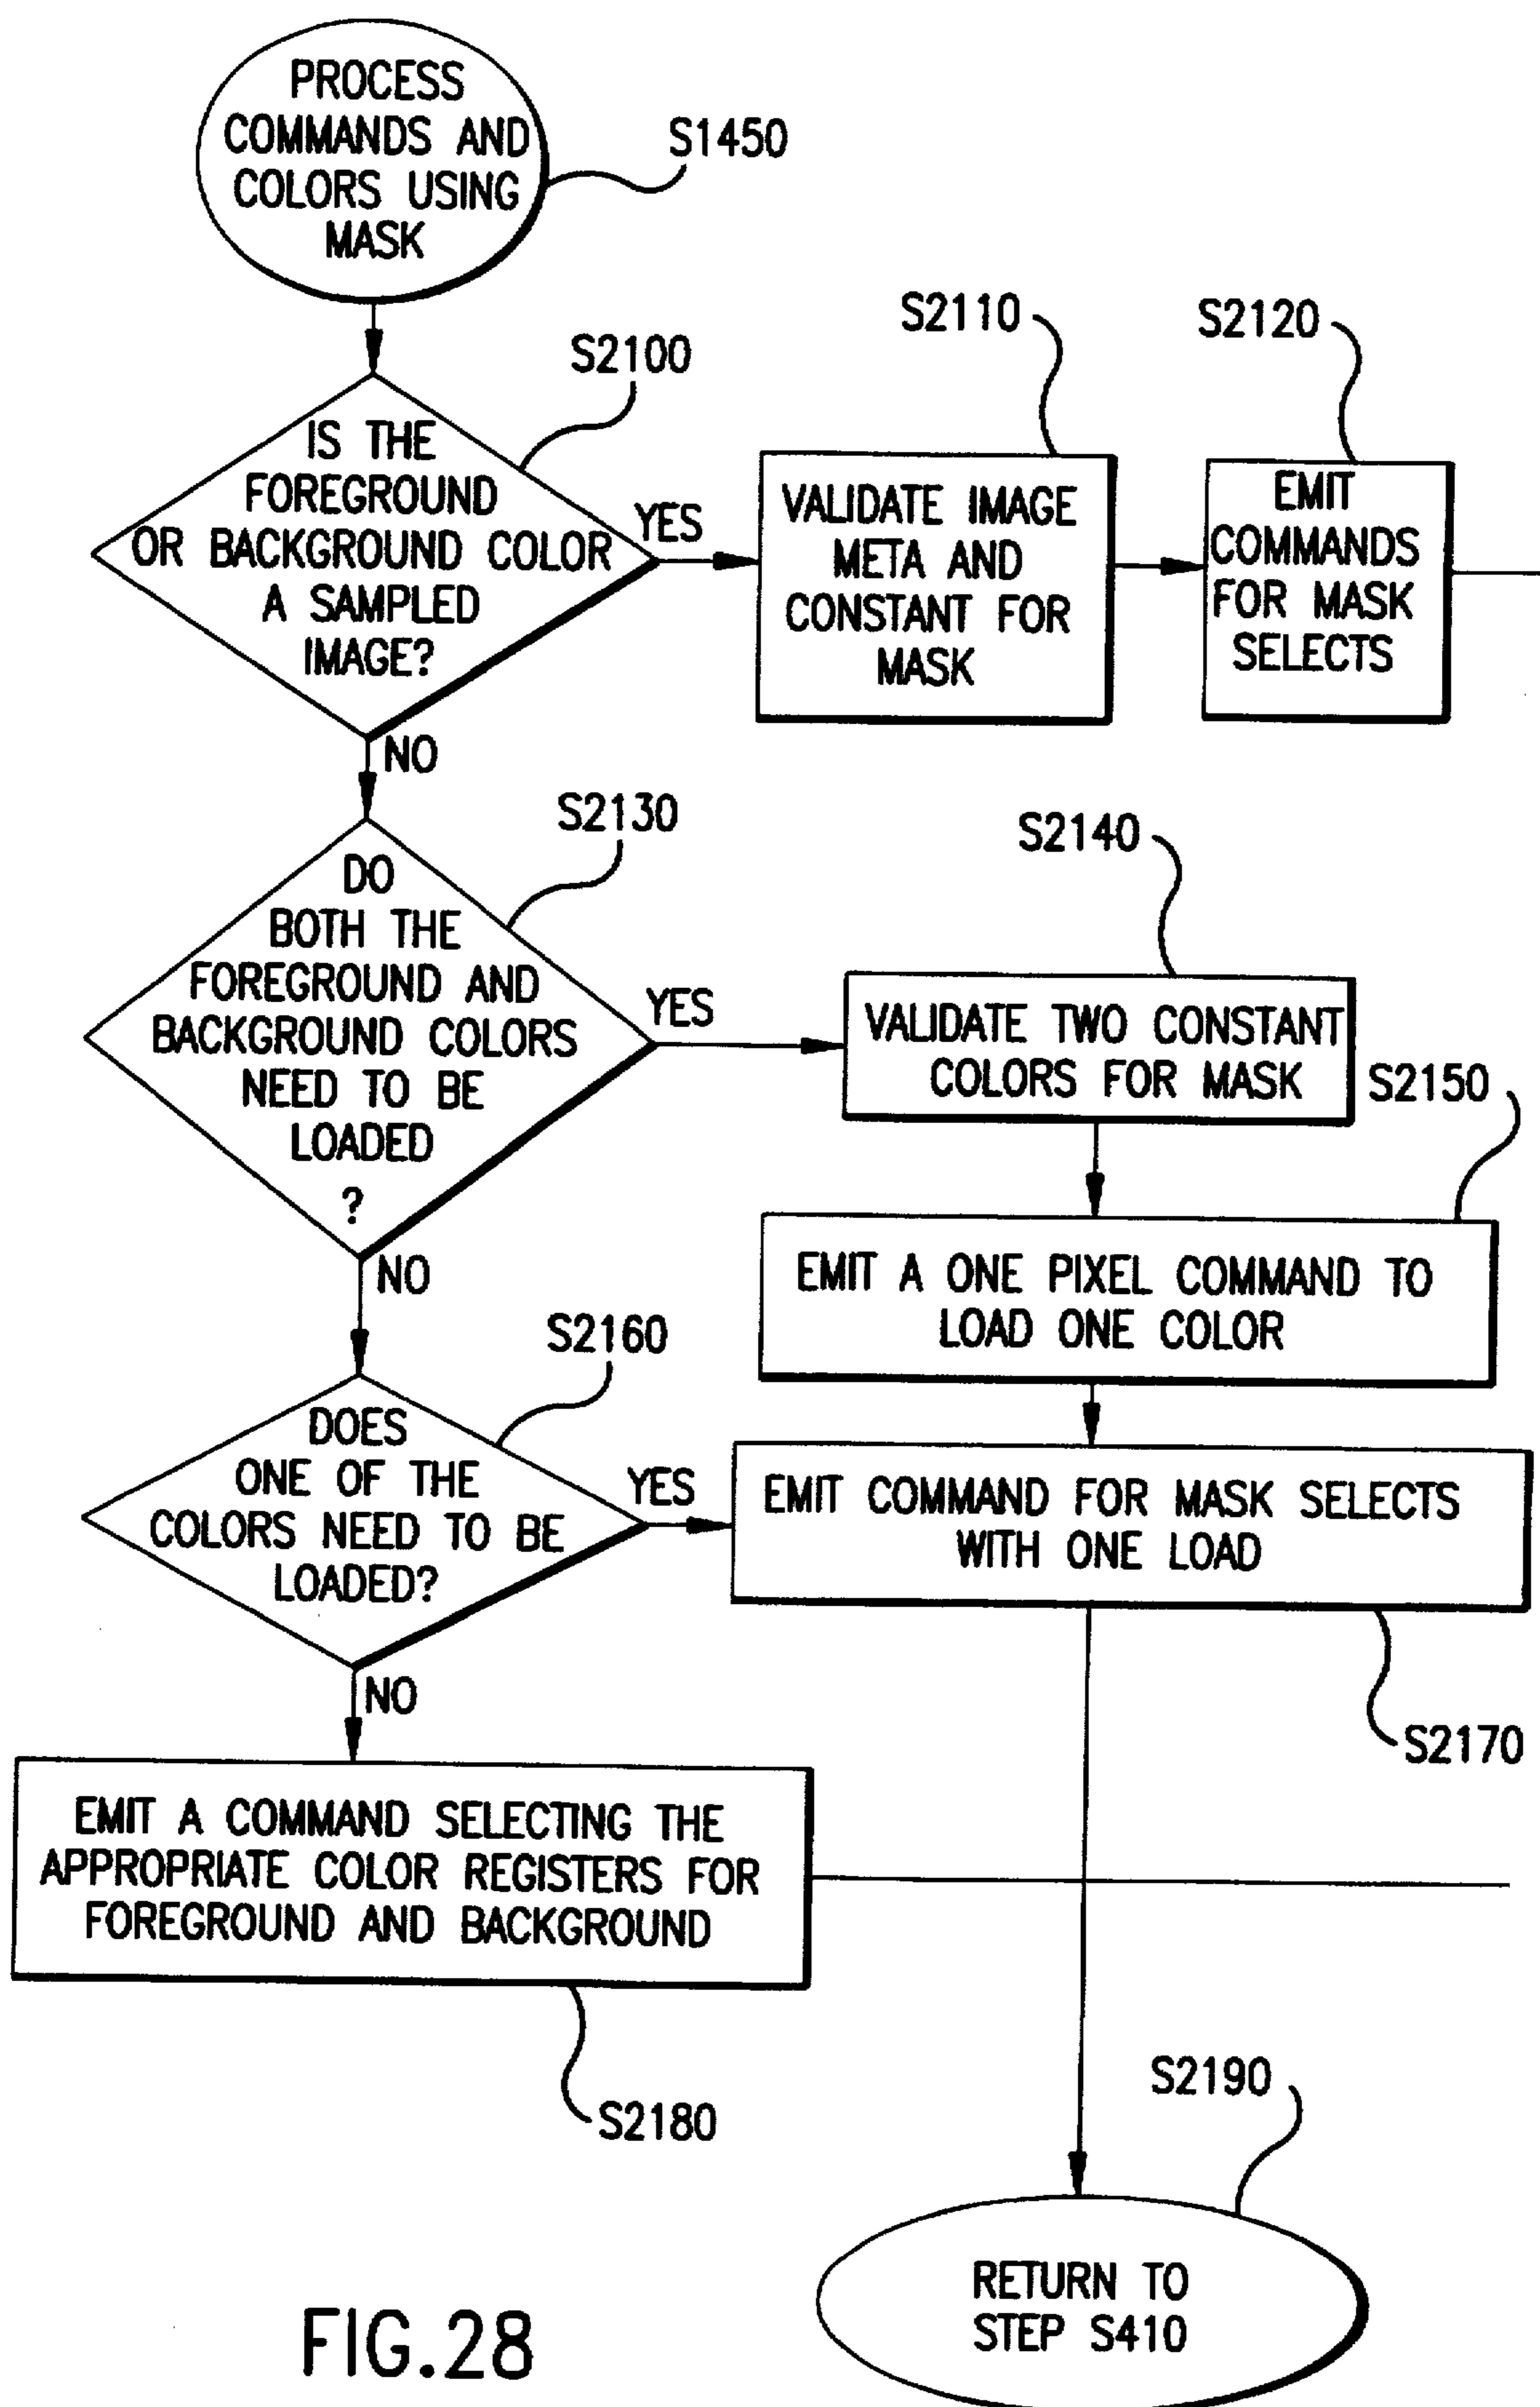 PROCESS
COMMANDS AND
COLORS USING
MASK
S1450
S2100
IS THE
FOREGROUND
OR BACKGROUND COLOR
A SAMPLED
IMAGE?
YES
NO
S2110
VALIDATE IMAGE
META AND
CONSTANT FOR
MASK
S2120
EMIT
COMMANDS
FOR MASK
SELECTS
S2130
DO
BOTH THE
FOREGROUND AND
BACKGROUND COLORS
NEED TO BE
LOADED
?
YES
NO
S2140
VALIDATE TWO CONSTANT
COLORS FOR MASK
S2150
EMIT A ONE PIXEL COMMAND TO
LOAD ONE COLOR
S2160
DOES
ONE OF THE
COLORS NEED TO BE
LOADED?
YES
NO
EMIT COMMAND FOR MASK SELECTS
WITH ONE LOAD
S2170
EMIT A COMMAND SELECTING THE
APPROPRIATE COLOR REGISTERS FOR
FOREGROUND AND BACKGROUND
S2180
S2190
RETURN TO
STEP S410
FIG.28